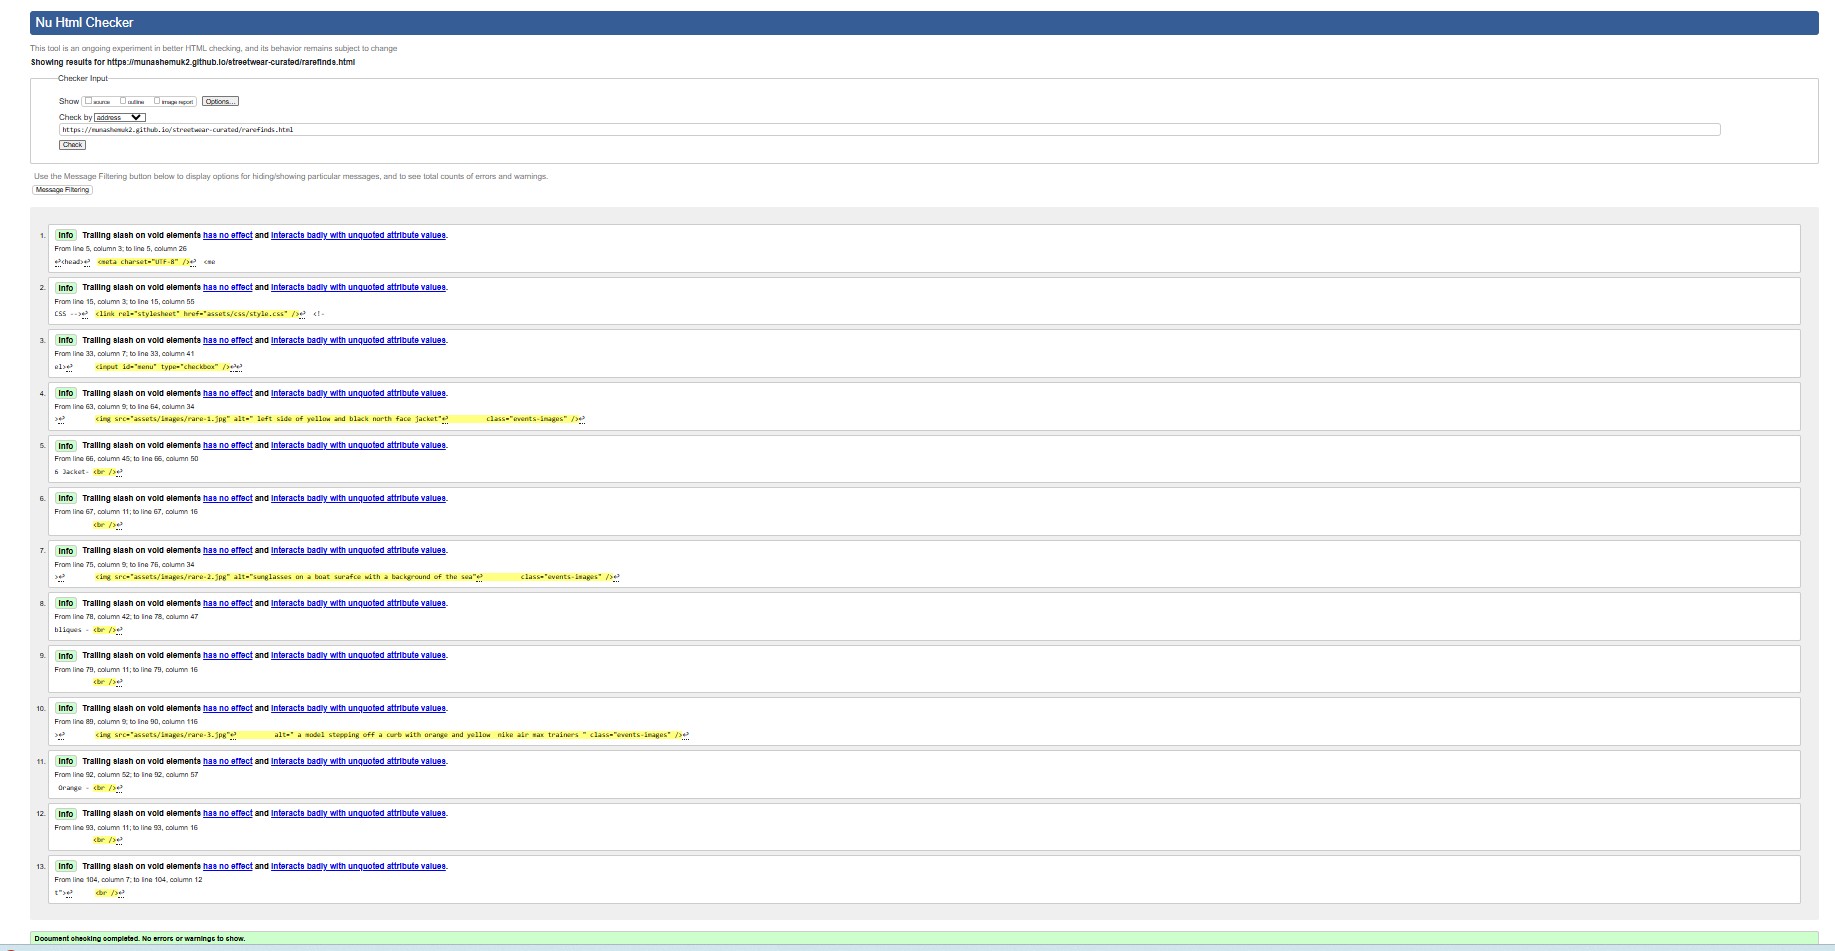 Nu Html Checker
This tool is an ongoing experiment in better HTML checking, and its behavior remains subject to change
Showing results for https://munashemuk2.github.io/streetwear-curated/rarefinds.html
Checker Input
Show source outline image report Options...
Check by address
https://munashemuk2.github.io/streetwear-curated/rarefinds.html
Check
Use the Message Filtering button below to display options for hiding/showing particular messages, and to see total counts of errors and warnings.
Message Filtering
1. Info Trailing slash on void elements has no effect and interacts badly with unquoted attribute values.
From line 5, column 3; to line 5, column 26
↩<head>↩ <meta charset="UTF-8" />↩ <me
2. Info Trailing slash on void elements has no effect and interacts badly with unquoted attribute values.
From line 15, column 3; to line 15, column 55
CSS -->↩ <link rel="stylesheet" href="assets/css/style.css" />↩ <!-
3. Info Trailing slash on void elements has no effect and interacts badly with unquoted attribute values.
From line 33, column 7; to line 33, column 41
el>↩ <input id="menu" type="checkbox" />↩↩
4. Info Trailing slash on void elements has no effect and interacts badly with unquoted attribute values.
From line 63, column 9; to line 64, column 34
>↩ <img src="assets/images/rare-1.jpg" alt=" left side of yellow and black north face jacket"↩ class="events-images" />↩
5. Info Trailing slash on void elements has no effect and interacts badly with unquoted attribute values.
From line 66, column 45; to line 66, column 50
6 Jacket- <br />↩
6. Info Trailing slash on void elements has no effect and interacts badly with unquoted attribute values.
From line 67, column 11; to line 67, column 16
<br />↩
7. Info Trailing slash on void elements has no effect and interacts badly with unquoted attribute values.
From line 75, column 9; to line 76, column 34
>↩ <img src="assets/images/rare-2.jpg" alt="sunglasses on a boat surafce with a background of the sea"↩ class="events-images" />↩
8. Info Trailing slash on void elements has no effect and interacts badly with unquoted attribute values.
From line 78, column 42; to line 78, column 47
bliques - <br />↩
9. Info Trailing slash on void elements has no effect and interacts badly with unquoted attribute values.
From line 79, column 11; to line 79, column 16
<br />↩
10. Info Trailing slash on void elements has no effect and interacts badly with unquoted attribute values.
From line 89, column 9; to line 90, column 116
>↩ <img src="assets/images/rare-3.jpg"↩ alt=" a model stepping off a curb with orange and yellow nike air max trainers " class="events-images" />↩
11. Info Trailing slash on void elements has no effect and interacts badly with unquoted attribute values.
From line 92, column 52; to line 92, column 57
Orange - <br />↩
12. Info Trailing slash on void elements has no effect and interacts badly with unquoted attribute values.
From line 93, column 11; to line 93, column 16
<br />↩
13. Info Trailing slash on void elements has no effect and interacts badly with unquoted attribute values.
From line 104, column 7; to line 104, column 12
t">↩ <br />↩
Document checking completed. No errors or warnings to show.